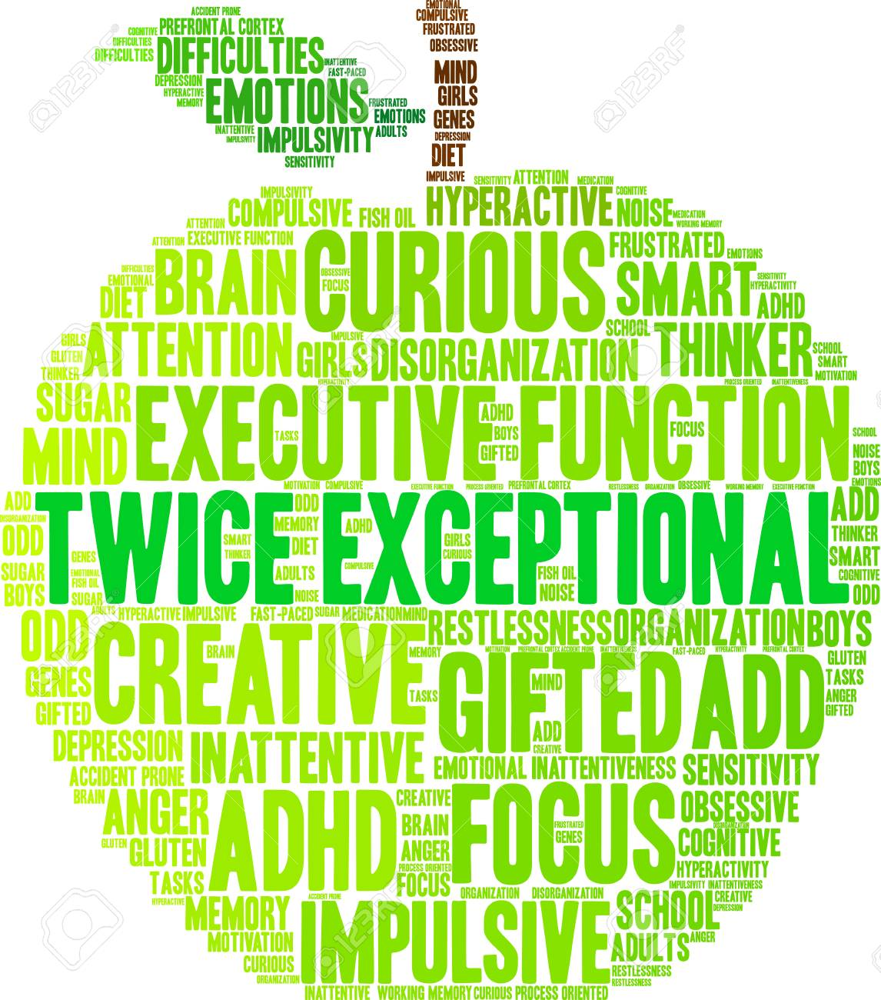 ACCIDENT PRONE
EMOTIONAL
COMPULSIVE
COGNITIVE PREFRONTAL CORTEX
FRUSTRATED
DIFFICULTIES
DIFFICULTIES DIFFICULTIES
OBSESSIVE
INATTENTIVE
FAST-PACED
MIND
DEPRESSION
HYPERACTIVE
MEMORY
EMOTIONS
FRUSTRATED
GIRLS
EMOTIONS
GENES
INATTENTIVE
IMPULSIVITY
IMPULSIVITY
ADULTS
DEPRESSION
SENSITIVITY
DIET
IMPULSIVE
SENSITIVITY ATTENTION MEDICATION
IMPULSIVITY
COMPULSIVE FISH OIL HYPERACTIVE NOISE
COGNITIVE
MEDICATION
WORKING MEMORY
ATTENTION
ATTENTION EXECUTIVE FUNCTION
BRAIN CURIOUS FRUSTRATED EMOTIONS
OBSESSIVE
FOCUS
DIFFICULTIES
EMOTIONAL
DIET
SMART
SENSITIVITY
HYPERACTIVITY
ADHD
GIRLS
GLUTEN
THINKER
ATTENTION
IMPULSIVE
GIRLS DISORGANIZATION
SCHOOL
THINKER
SCHOOL
SMART
MOTIVATION
HYPERACTIVITY
PROCESS ORIENTED INATTENTIVENESS
SUGAR EXECUTIVE FUNCTION
ADHD
BOYS
GIFTED
TASKS
FOCUS
SCHOOL
MIND
NOISE
BOYS
EMOTIONS
MOTIVATION COMPULSIVE EXECUTIVE FUNCTION PROCESS ORIENTED PREFRONTAL CORTEX RESTLESSNESS ORGANIZATION OBSESSIVE WORKING MEMORY EXECUTIVE FUNCTION
ADD
DISORGANIZATION
ODD
TWICE EXCEPTIONAL
ADD
ODD
MEMORY
DIET
ADULTS
NOISE
ADHD
COMPULSIVE
SMART
THINKER
GIRLS
CURIOUS
FISH OIL
NOISE
THINKER
SMART
COGNITIVE
ODD
GENES
SUGAR
EMOTIONAL
FISH OIL
BOYS
SUGAR
ADULTS HYPERACTIVE IMPULSIVE FAST-PACED SUGAR MEDICATION MIND
ODD CREATIVE RESTLESSNESS ORGANIZATION BOYS
BRAIN
MEMORY
MOTIVATION PREFRONTAL CORTEX ACCIDENT PRONE INATTENTIVENESS FAST-PACED HYPERACTIVITY PREFRONTAL CORTEX
GENES
GIFTED
TASKS
GIFTED ADD
MIND
ADD
CREATIVE
GLUTEN
TASKS
ANGER
GIFTED
DEPRESSION INATTENTIVE
ACCIDENT PRONE
EMOTIONAL INATTENTIVENESS SENSITIVITY
BRAIN ANGER ADHD
CREATIVE
BRAIN
ANGER
PROCESS ORIENTED
FOCUS
FOCUS
FRUSTRATED
GENES
OBSESSIVE
DISORGANIZATION
COGNITIVE
GLUTEN GLUTEN
HYPERACTIVITY
TASKS
HYPERACTIVE
IMPULSIVITY INATTENTIVENESS
ACCIDENT PRONE
ORGANIZATION DISORGANIZATION
MEMORY IMPULSIVE SCHOOL
CREATIVE
DEPRESSION
MOTIVATION
ADULTS ANGER
CURIOUS
ORGANIZATION
RESTLESSNESS
RESTLESSNESS
INATTENTIVE WORKING MEMORY CURIOUS PROCESS ORIENTED
123RF